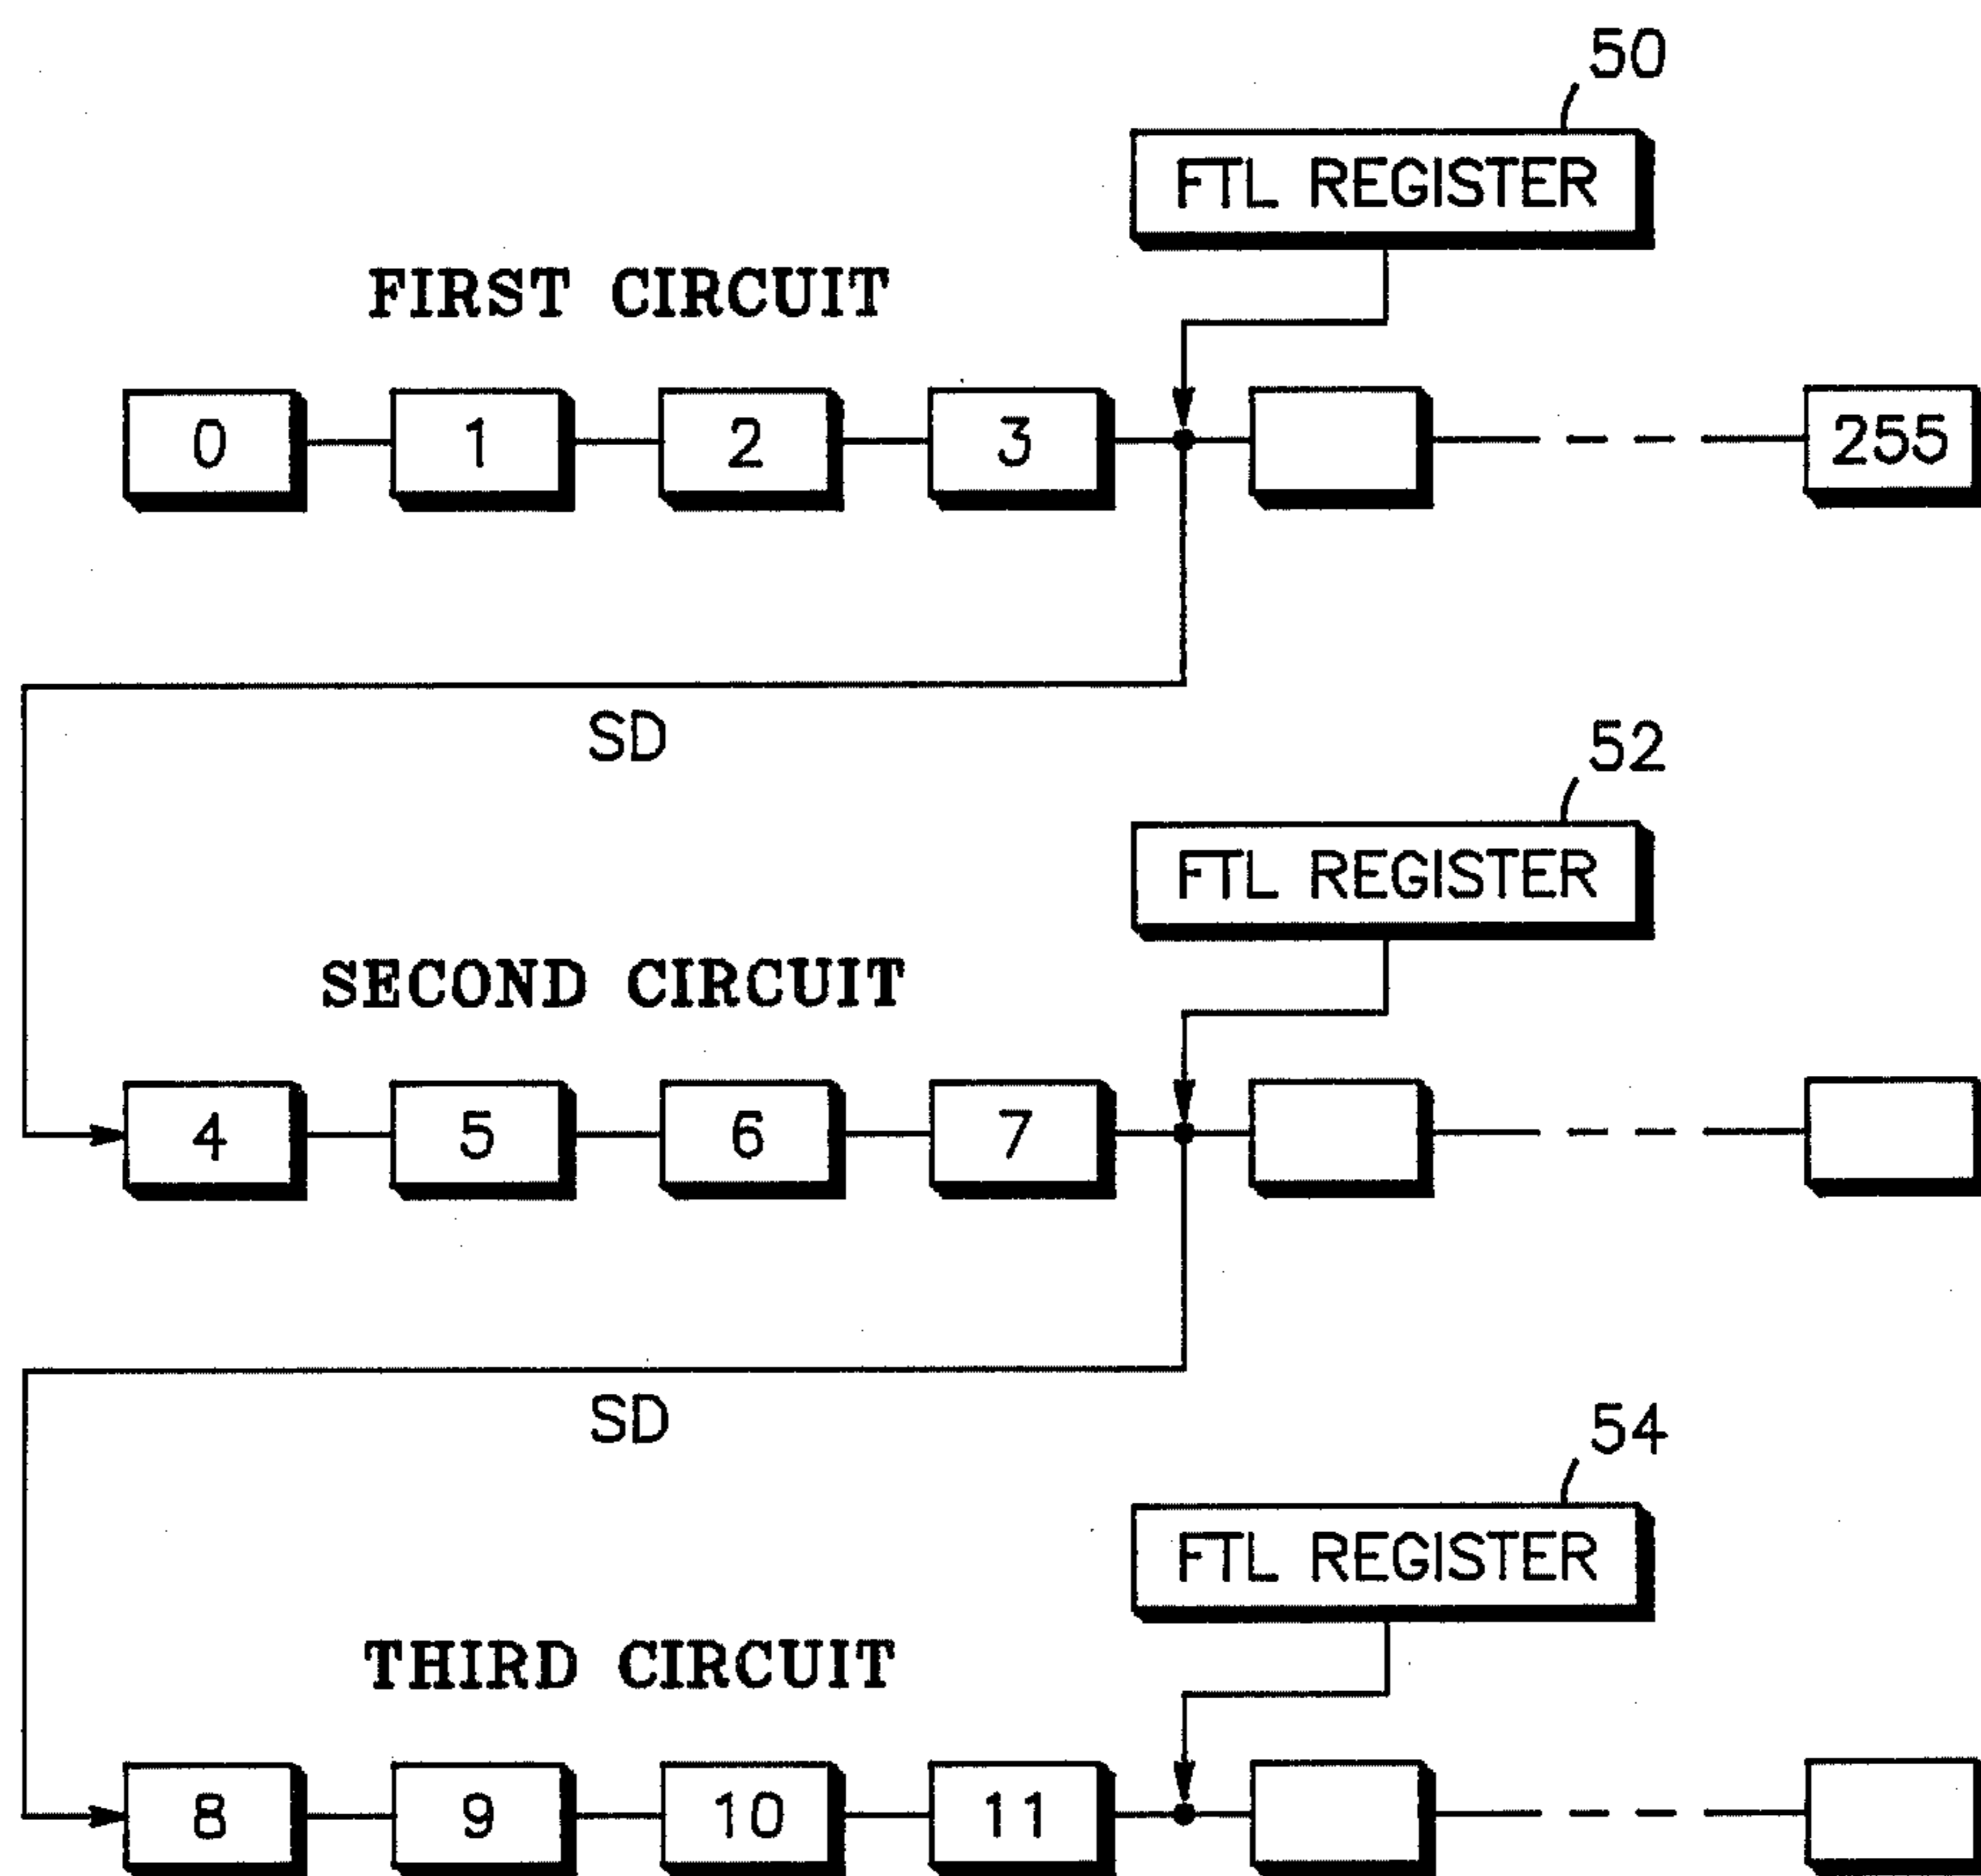 50
FTL REGISTER
FIRST CIRCUIT
0 1 2 3 255
SD
52
FTL REGISTER
SECOND CIRCUIT
4 5 6 7
SD
54
FTL REGISTER
THIRD CIRCUIT
8 9 10 11